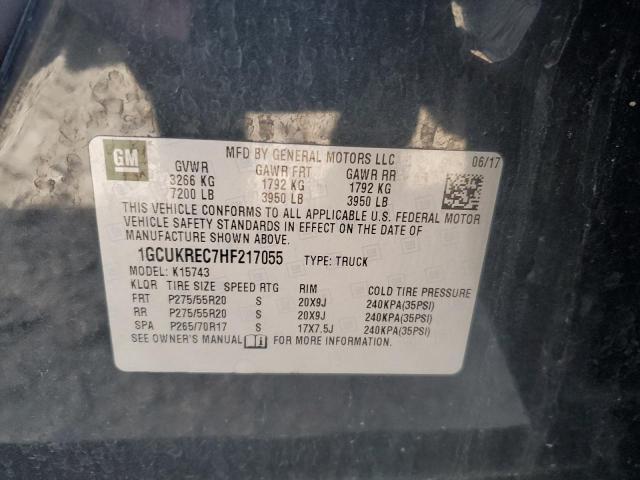 GM
MFD BY GENERAL MOTORS LLC 06/17
GVWR GAWR FRT GAWR RR
3266 KG 1792 KG 1792 KG
7200 LB 3950 LB 3950 LB
THIS VEHICLE CONFORMS TO ALL APPLICABLE U.S. FEDERAL MOTOR
VEHICLE SAFETY STANDARDS IN EFFECT ON THE DATE OF
MANUFACTURE SHOWN ABOVE.
1GCUKREC7HF217055 TYPE: TRUCK
MODEL: K15743
KLQR TIRE SIZE SPEED RTG RIM COLD TIRE PRESSURE
FRT P275/55R20 S 20X9J 240KPA(35PSI)
RR P275/55R20 S 20X9J 240KPA(35PSI)
SPA P265/70R17 S 17X7.5J 240KPA(35PSI)
SEE OWNER'S MANUAL FOR MORE INFORMATION.